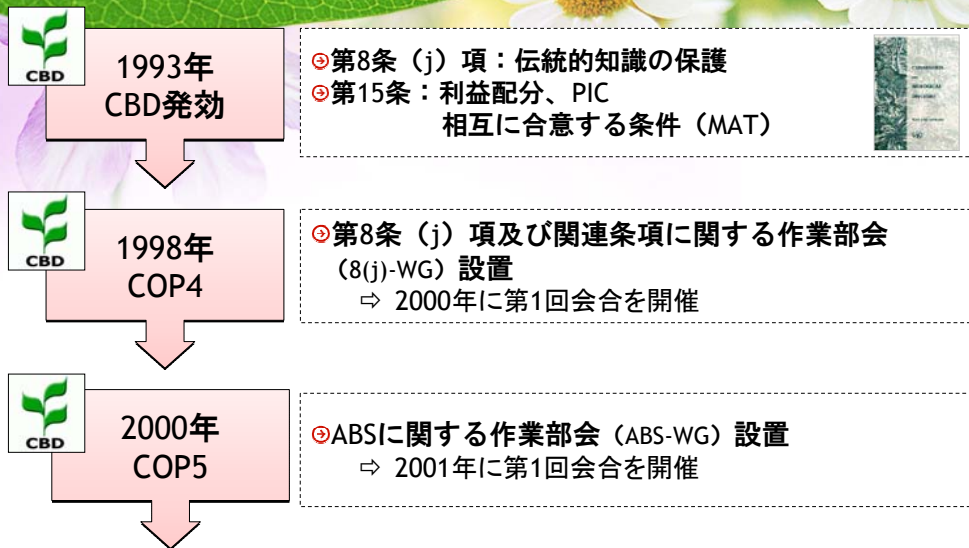 CBD
1993年
CBD発効
⊕第8条（j）項：伝統的知識の保護
⊕第15条：利益配分、PIC
相互に合意する条件（MAT）
CBD
1998年
COP4
⊕第8条（j）項及び関連条項に関する作業部会
（8(j)-WG）設置
⇨ 2000年に第1回会合を開催
CBD
2000年
COP5
⊕ABSに関する作業部会（ABS-WG）設置
⇨ 2001年に第1回会合を開催